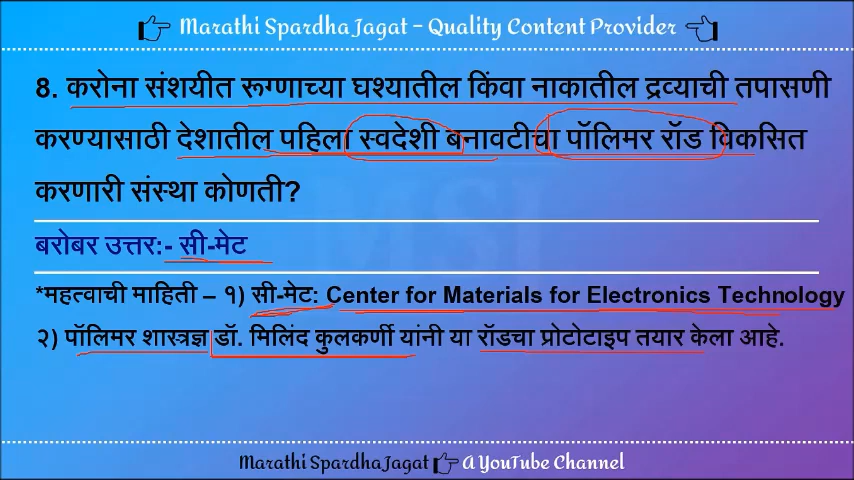 Marathi Spardha Jagat - Quality Content Provider
8. करोना संशयीत रूग्णाच्या घश्यातील किंवा नाकातील द्रव्याची तपासणी
करण्यासाठी देशातील पहिला स्वदेशी बनावटीचा पॉलिमर रॉड विकसित
करणारी संस्था कोणती?
बरोबर उत्तर:- सी-मेट
*महत्वाची माहिती – १) सी-मेट: Center for Materials for Electronics Technology
२) पॉलिमर शास्त्रज्ञ डॉ. मिलिंद कुलकर्णी यांनी या रॉडचा प्रोटोटाइप तयार केला आहे.
Marathi Spardha Jagat A YouTube Channel